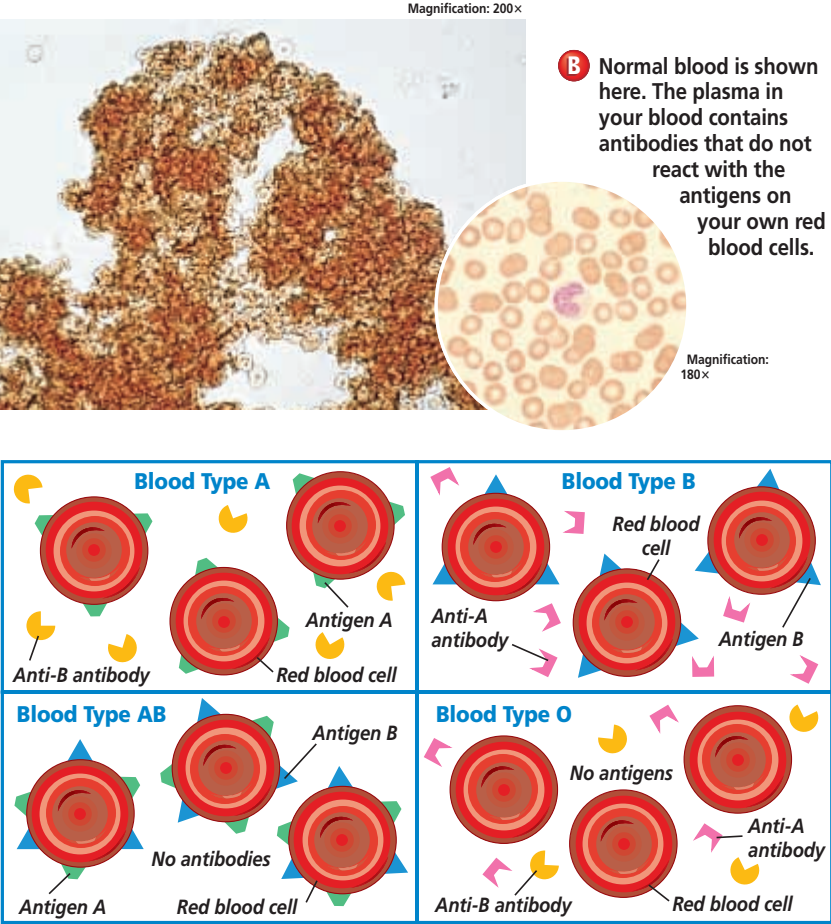 Magnification: 200×
B Normal blood is shown
here. The plasma in
your blood contains
antibodies that do not
react with the
antigens on
your own red
blood cells.
Magnification:
180×
Blood Type A
Antigen A
Anti-B antibody
Red blood cell
Blood Type B
Red blood
cell
Anti-A
antibody
Antigen B
Blood Type AB
Antigen B
No antibodies
Antigen A
Red blood cell
Blood Type O
No antigens
Anti-A
antibody
Anti-B antibody
Red blood cell